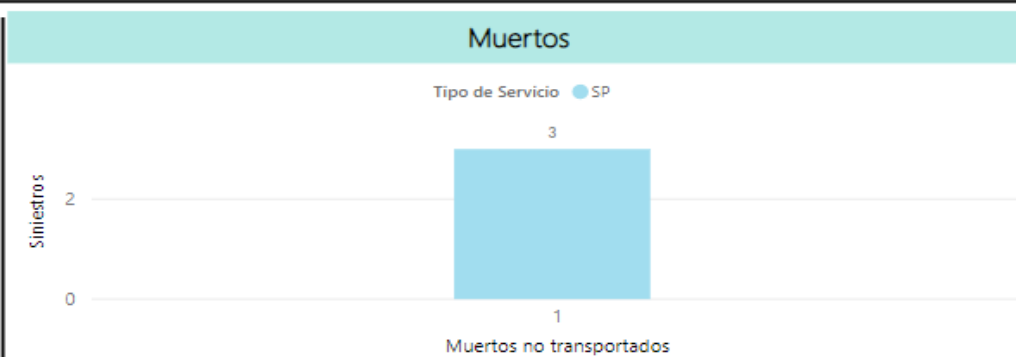 Muertos
Tipo de Servicio SP
3
Siniestros
2
0
1
Muertos no transportados